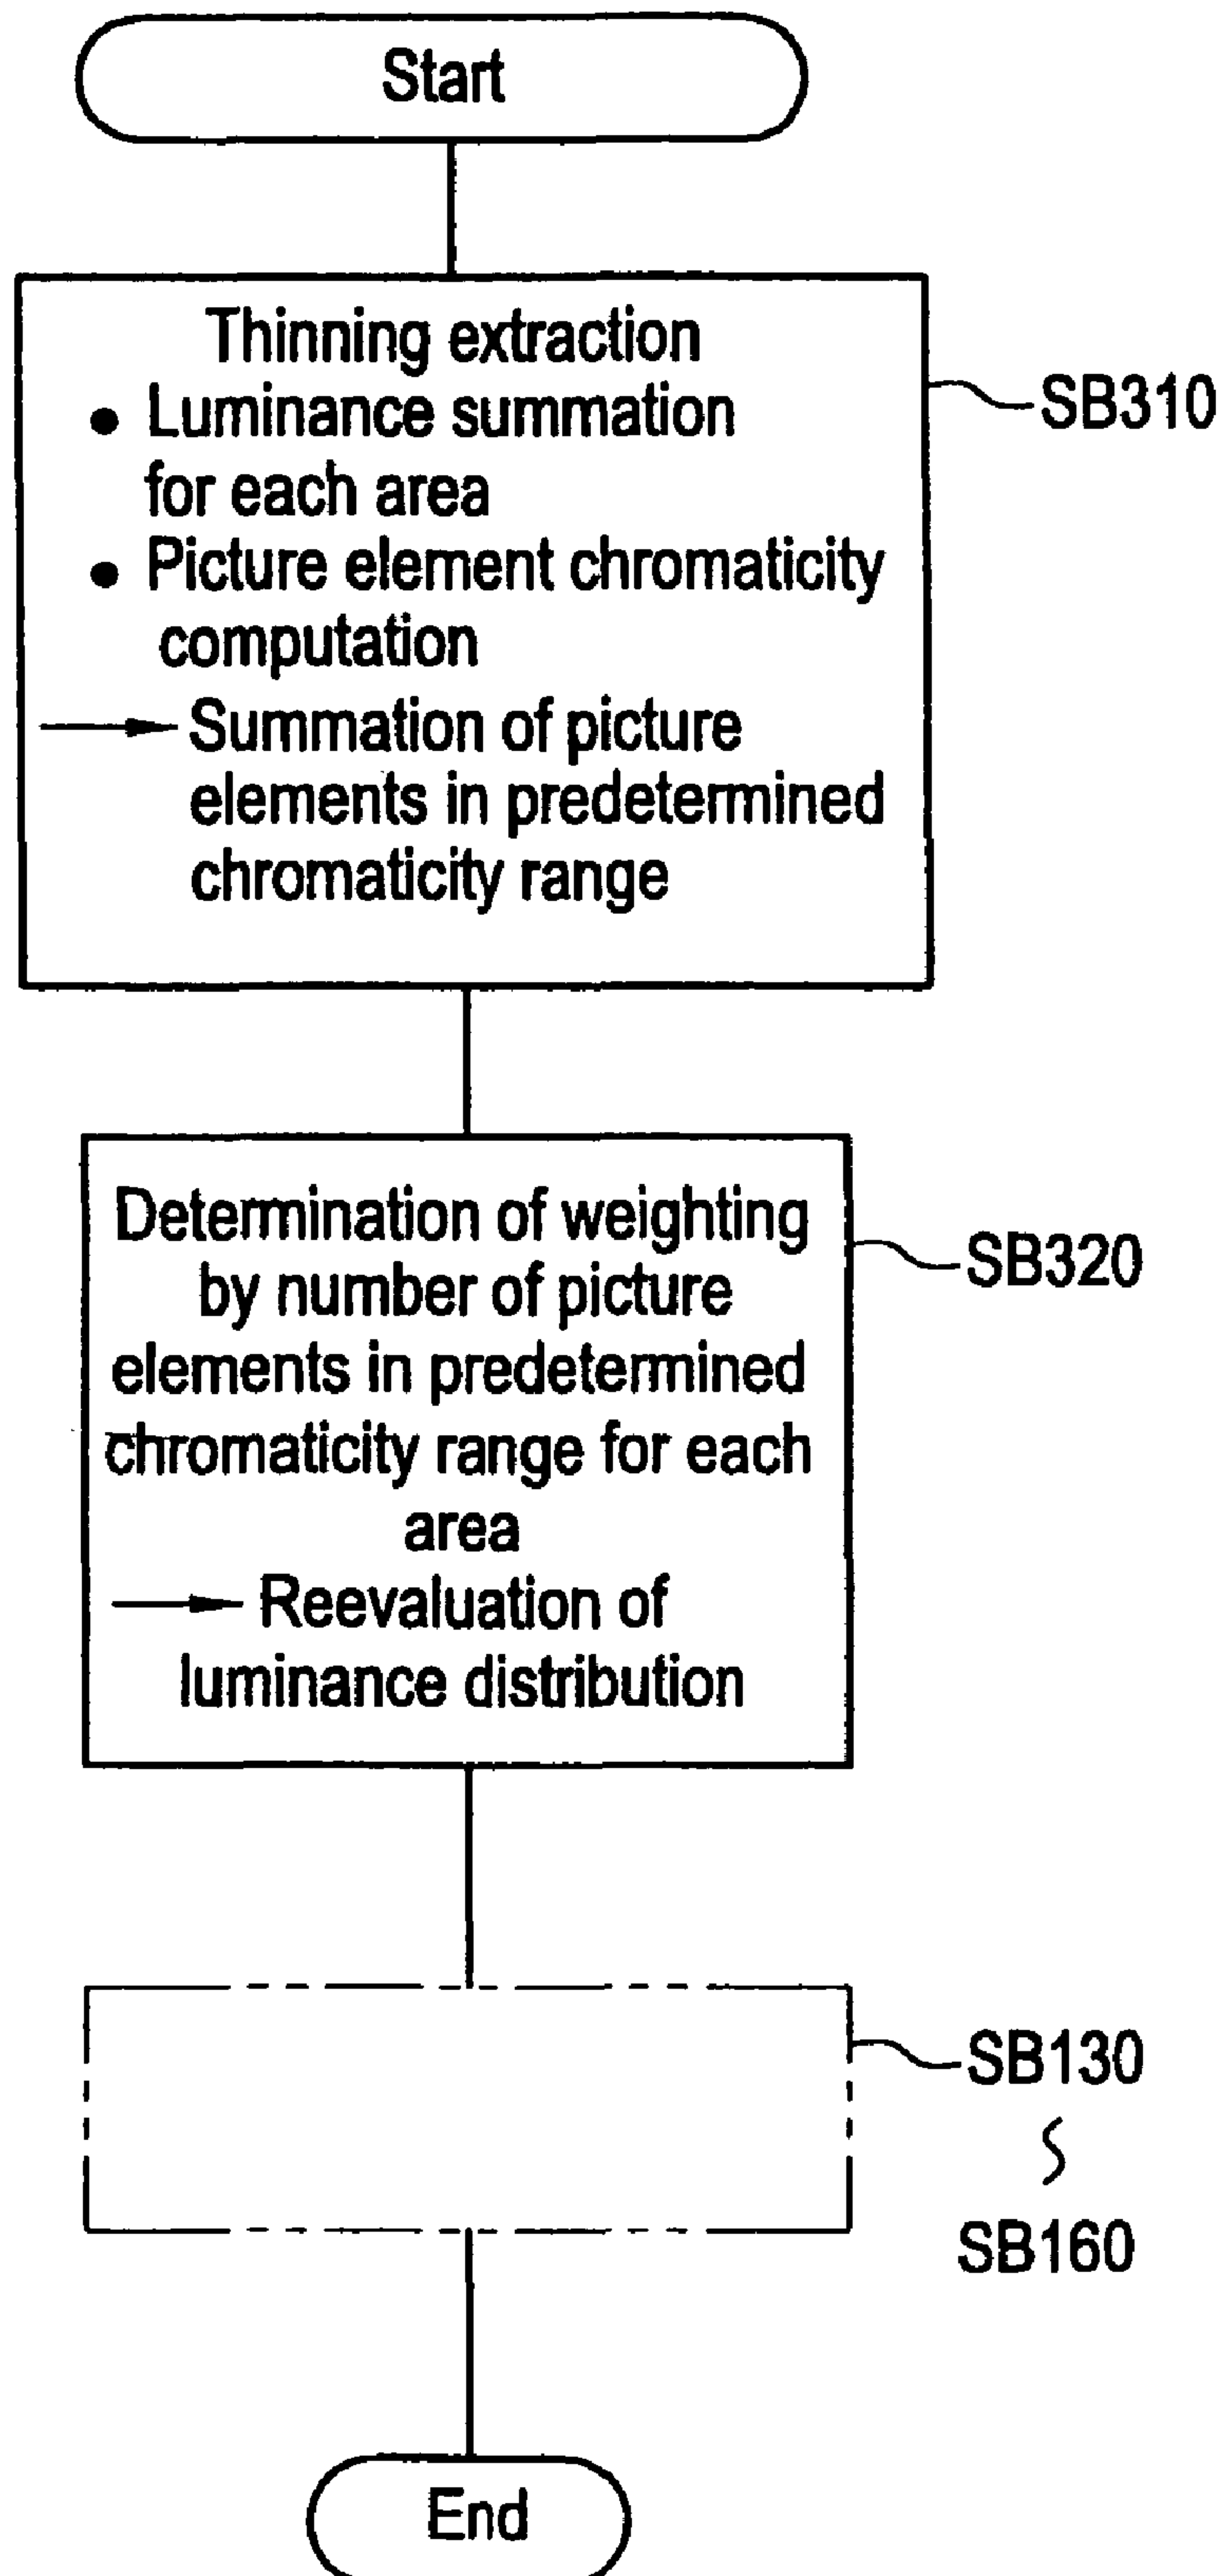 Start
Thinning extraction
● Luminance summation
for each area
● Picture element chromaticity
computation
→ Summation of picture
elements in predetermined
chromaticity range
SB310
Determination of weighting
by number of picture
elements in predetermined
chromaticity range for each
area
→ Reevaluation of
luminance distribution
SB320
SB130
~
SB160
End